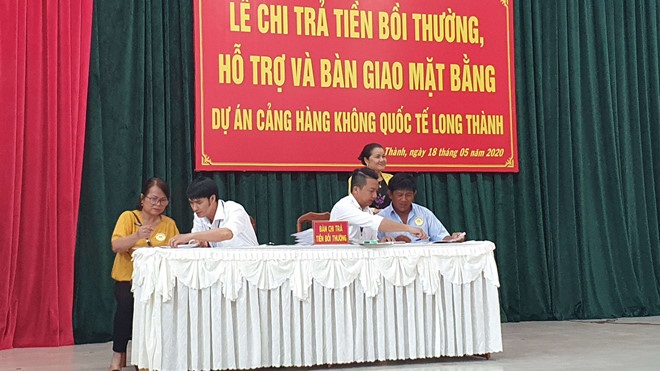 LỄ CHI TRẢ TIỀN BỒI THƯỜNG,
HỖ TRỢ VÀ BÀN GIAO MẶT BẰNG
DỰ ÁN CẢNG HÀNG KHÔNG QUỐC TẾ LONG THÀNH
Thành, ngày 18 tháng 05 năm 2020
BÀN CHI TRẢ
TIỀN BỒI THƯỜNG